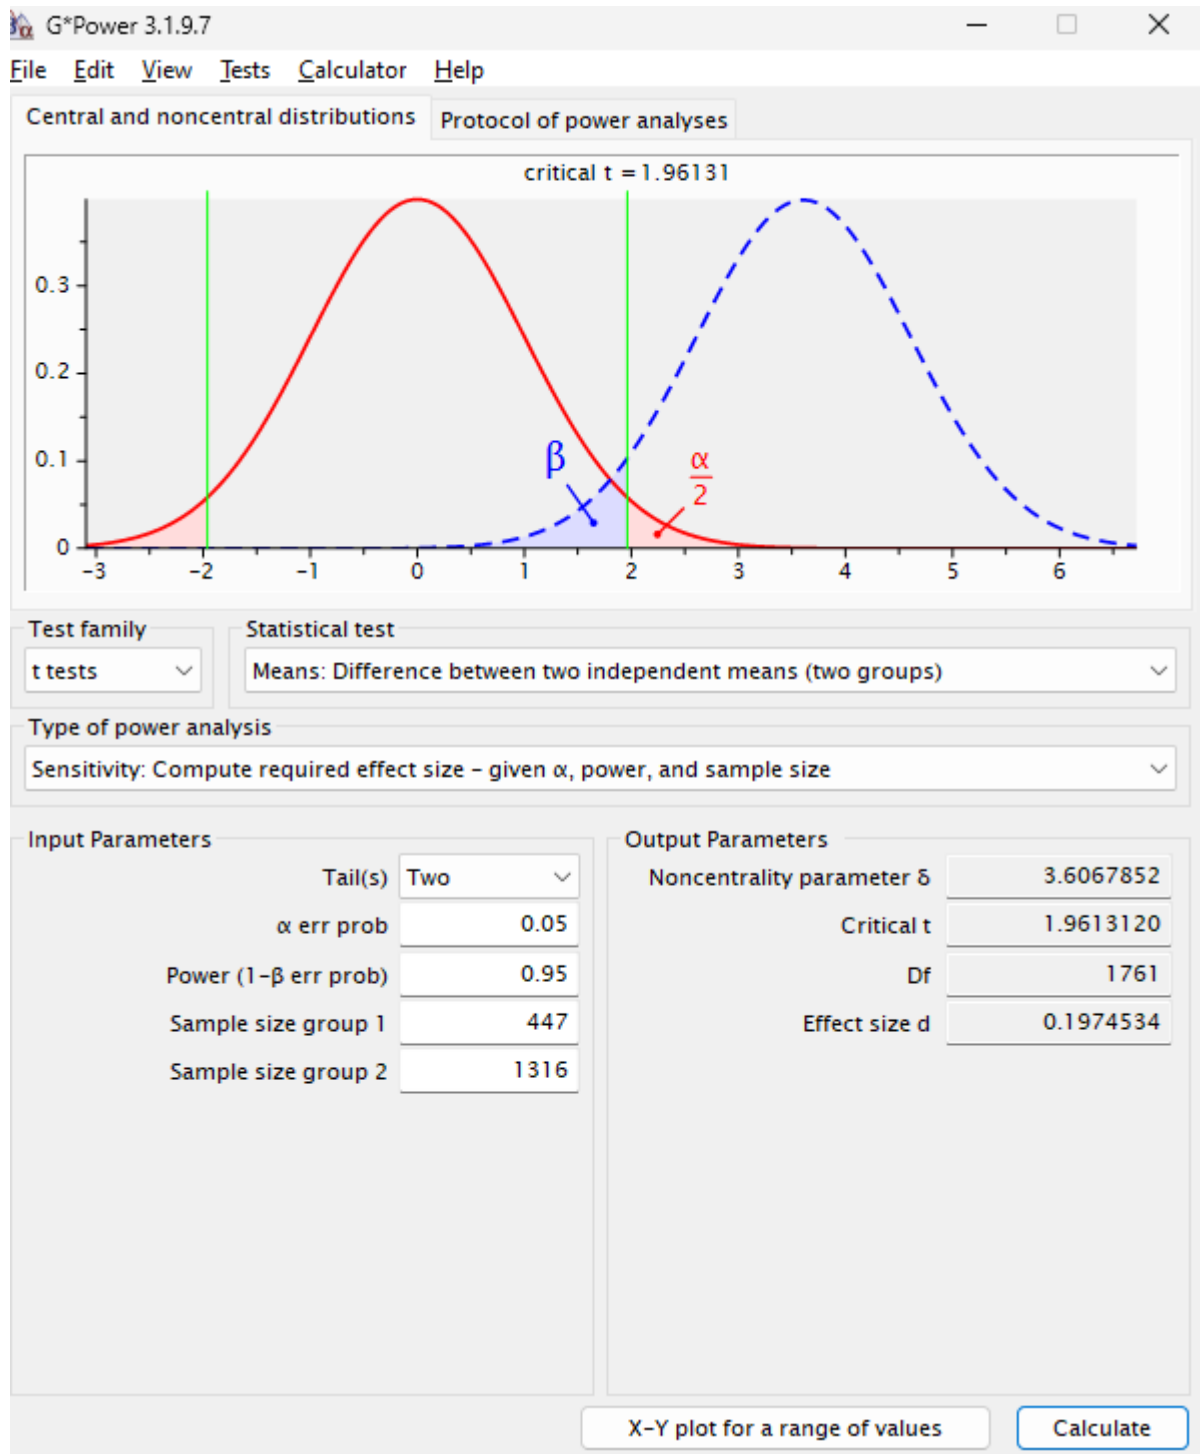 G*Power 3.1.9.7
File Edit View Tests Calculator Help
Central and noncentral distributions Protocol of power analyses
critical t = 1.96131
0.3
0.2
0.1
0
β
α
2
-3 -2 -1 0 1 2 3 4 5 6
Test family Statistical test
t tests Means: Difference between two independent means (two groups)
Type of power analysis
Sensitivity: Compute required effect size - given α, power, and sample size
Input Parameters Output Parameters
Tail(s) Two Noncentrality parameter δ 3.6067852
α err prob 0.05 Critical t 1.9613120
Power (1-β err prob) 0.95 Df 1761
Sample size group 1 447 Effect size d 0.1974534
Sample size group 2 1316
X-Y plot for a range of values Calculate